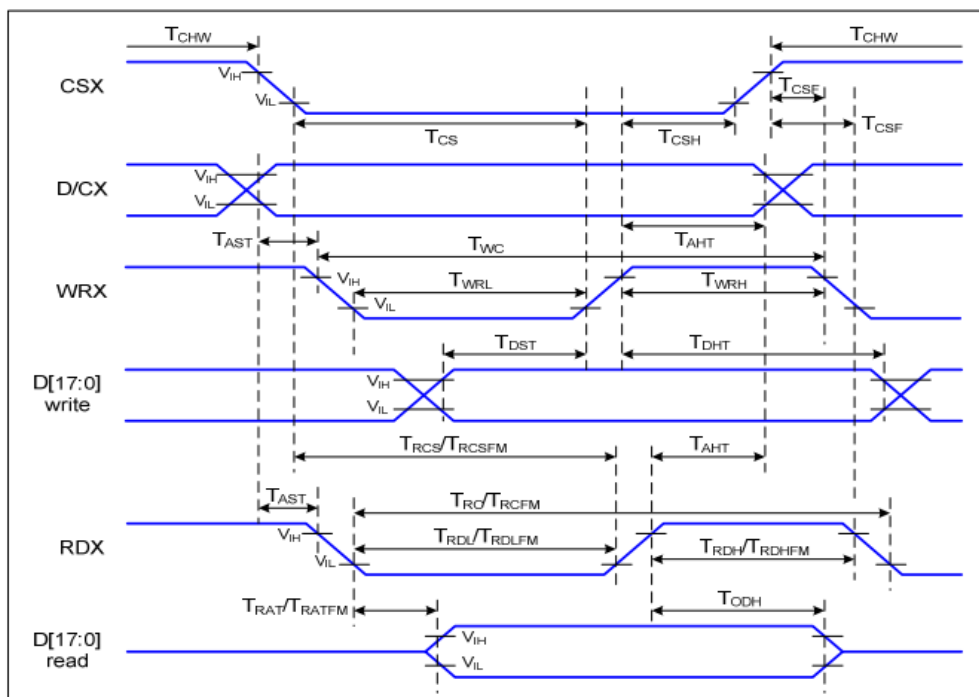 TCHW TCHW
CSX VIH VIL TCSF
TCS TCSH TCSF
D/CX VIH VIL
TAST TWC TAHT
WRX VIH VIL TWRL TWRH
TDST TDHT
D[17:0] write VIH VIL
TRCS/TRCSFM TAHT
TAST TRC/TRCFM
RDX VIH VIL TRDL/TRDLFM TRDH/TRDHFM
TRAT/TRATFM TODH
D[17:0] read VIH VIL